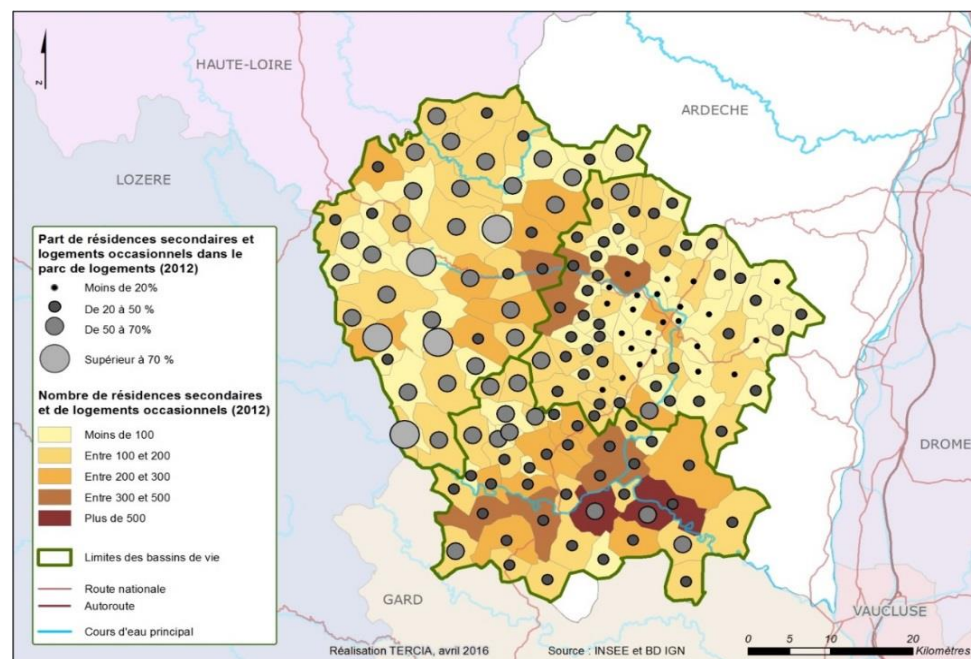 HAUTE-LOIRE
ARDECHE
LOZERE
Part de résidences secondaires et
logements occasionnels dans le
parc de logements (2012)
Moins de 20%
De 20 à 50 %
De 50 à 70%
Supérieur à 70 %
Nombre de résidences secondaires
et de logements occasionnels (2012)
Moins de 100
Entre 100 et 200
Entre 200 et 300
Entre 300 et 500
Plus de 500
Limites des bassins de vie
Route nationale
Autoroute
Cours d'eau principal
DROME
GARD
VAUCLUSE
0 5 10 20
Kilomètres
Réalisation TERCIA, avril 2016 Source : INSEE et BD IGN
z